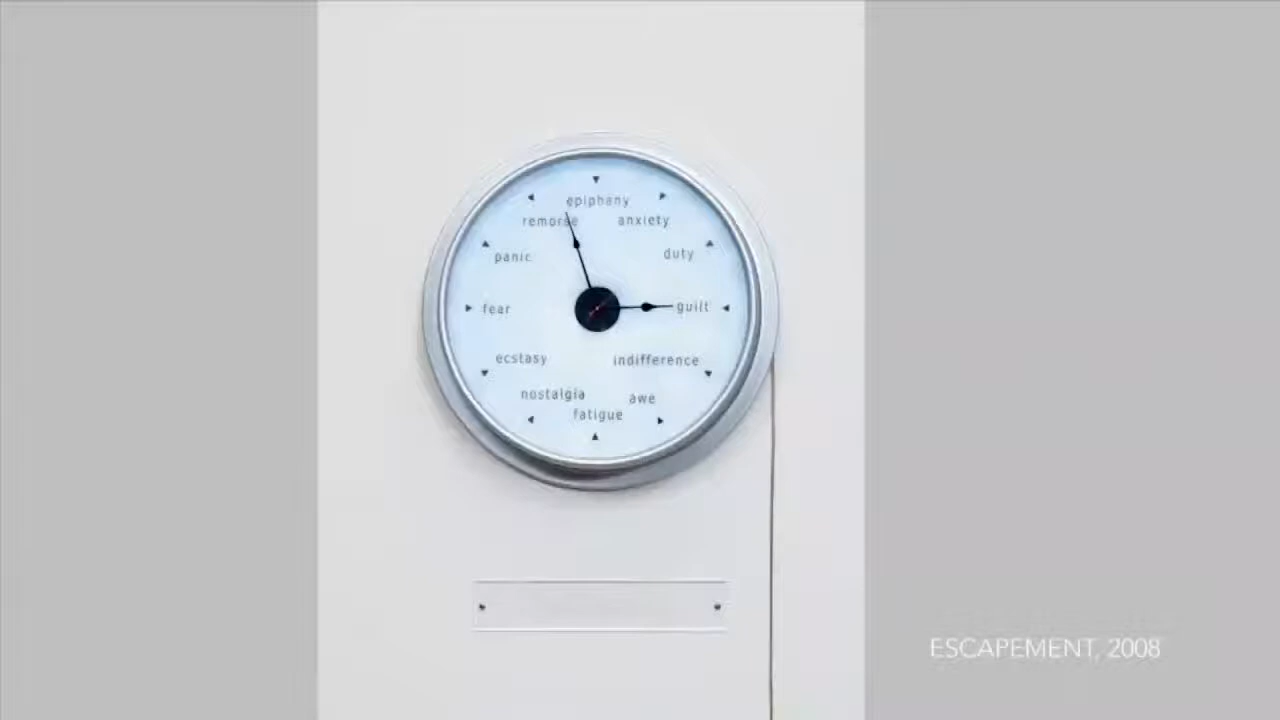 epiphany
remorse
anxiety
panic
duty
fear
guilt
ecstasy
indifference
nostalgia
awe
fatigue
ESCAPEMENT, 2008